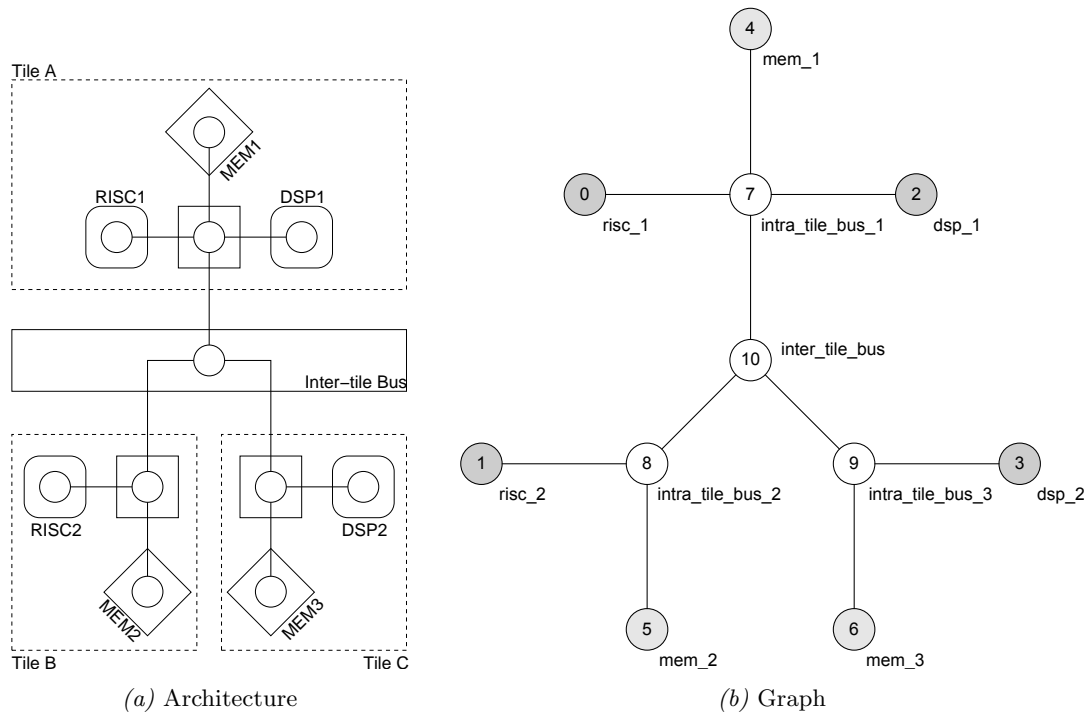 Tile A
MEM1
RISC1
DSP1
Inter-tile Bus
RISC2
DSP2
MEM2
MEM3
Tile B
Tile C
(a) Architecture
4
mem_1
0
risc_1
7
intra_tile_bus_1
2
dsp_1
10
inter_tile_bus
1
risc_2
8
intra_tile_bus_2
9
intra_tile_bus_3
3
dsp_2
5
mem_2
6
mem_3
(b) Graph